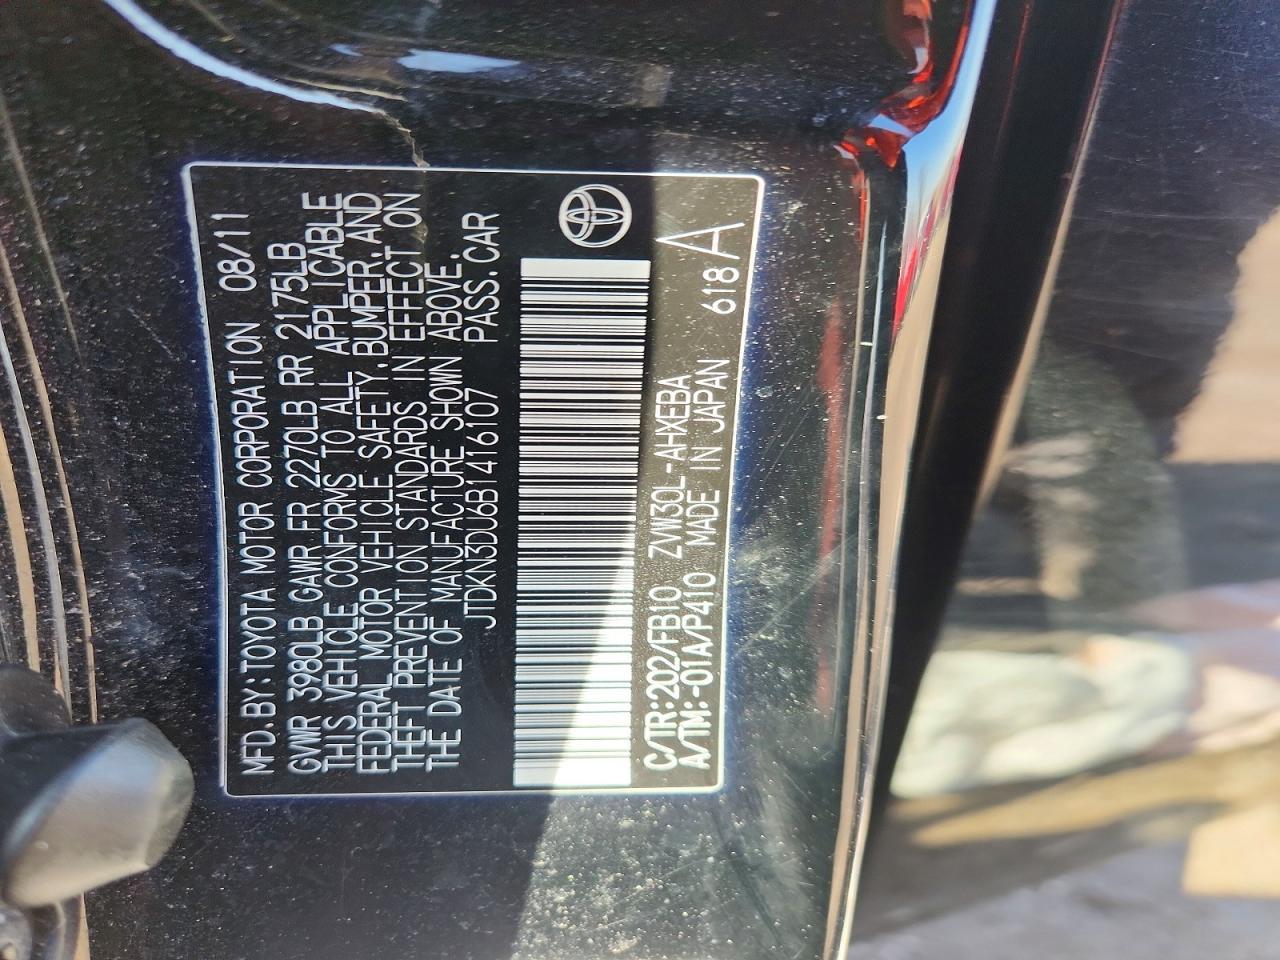 MFD.BY:TOYOTA MOTOR CORPORATION 08/11
GVWR 3980LB GAWR FR 2270LB RR 2175LB
THIS VEHICLE CONFORMS TO ALL APPLICABLE
FEDERAL MOTOR VEHICLE SAFETY,BUMPER,AND
THEFT PREVENTION STANDARDS IN EFFECT ON
THE DATE OF MANUFACTURE SHOWN ABOVE.
JTDKN3DU6B1416107 PASS.CAR
C/TR:202/FB10 ZVW30L-AHXEBA
A/TM:-01A/P410 MADE IN JAPAN 618A